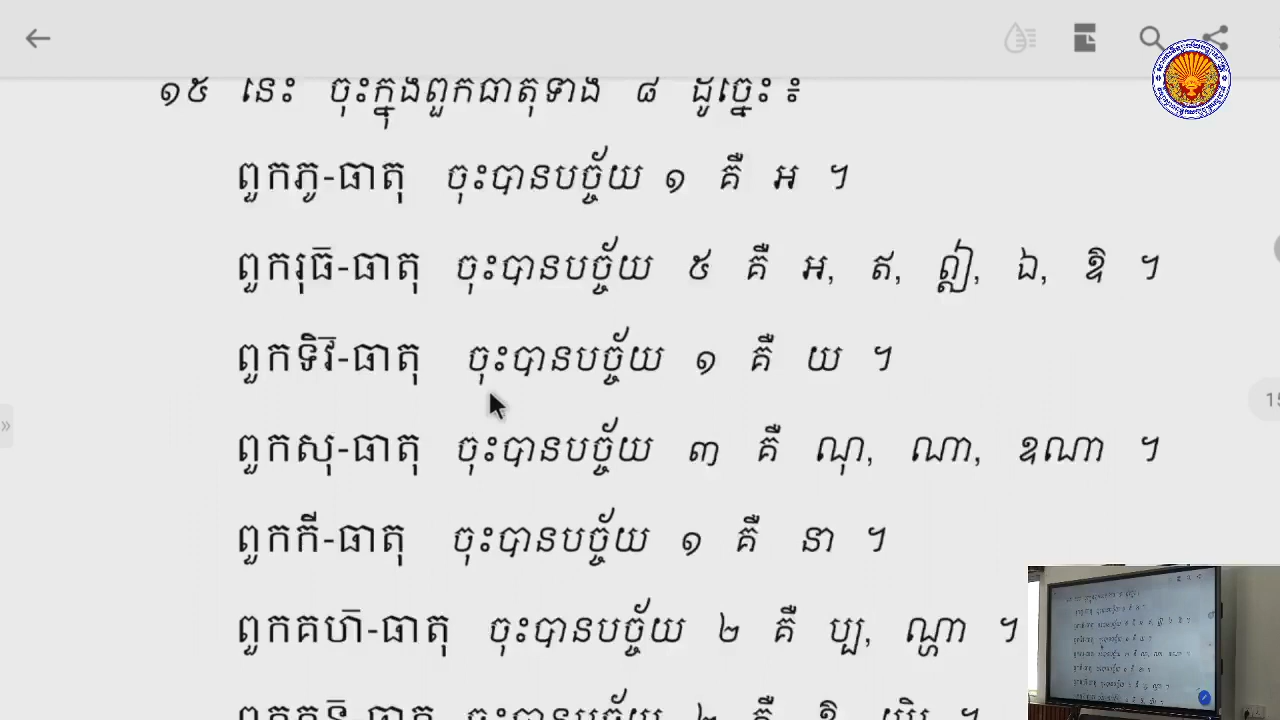 ១៥ នេះ ចុះក្នុងពួកធាតុទាង ៨ ដូច្នេះ ៖
ពួកភូ-ធាតុ ចុះបានបច្ច័យ ១ គឺ អ ។
ពួករុធ៑-ធាតុ ចុះបានបច្ច័យ ៥ គឺ អ, ឥ, ឦ, ឯ, ឱ ។
ពួកទិវ៑-ធាតុ ចុះបានបច្ច័យ ១ គឺ យ ។
ពួកសុ-ធាតុ ចុះបានបច្ច័យ ៣ គឺ ណុ, ណា, ឧណា ។
ពួកកី-ធាតុ ចុះបានបច្ច័យ ១ គឺ នា ។
ពួកគហ៑-ធាតុ ចុះបានបច្ច័យ ២ គឺ ប្ប, ណ្ហា ។